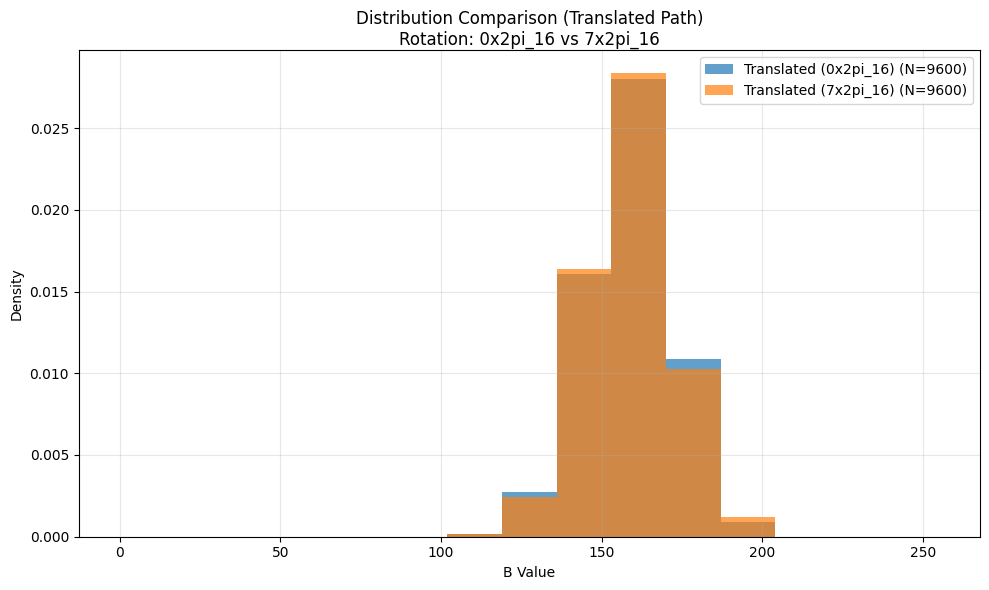 Distribution Comparison (Translated Path)
Rotation: 0x2pi_16 vs 7x2pi_16
Translated (0x2pi_16) (N=9600)
Translated (7x2pi_16) (N=9600)
Density
0.025
0.020
0.015
0.010
0.005
0.000
0 50 100 150 200 250
B Value